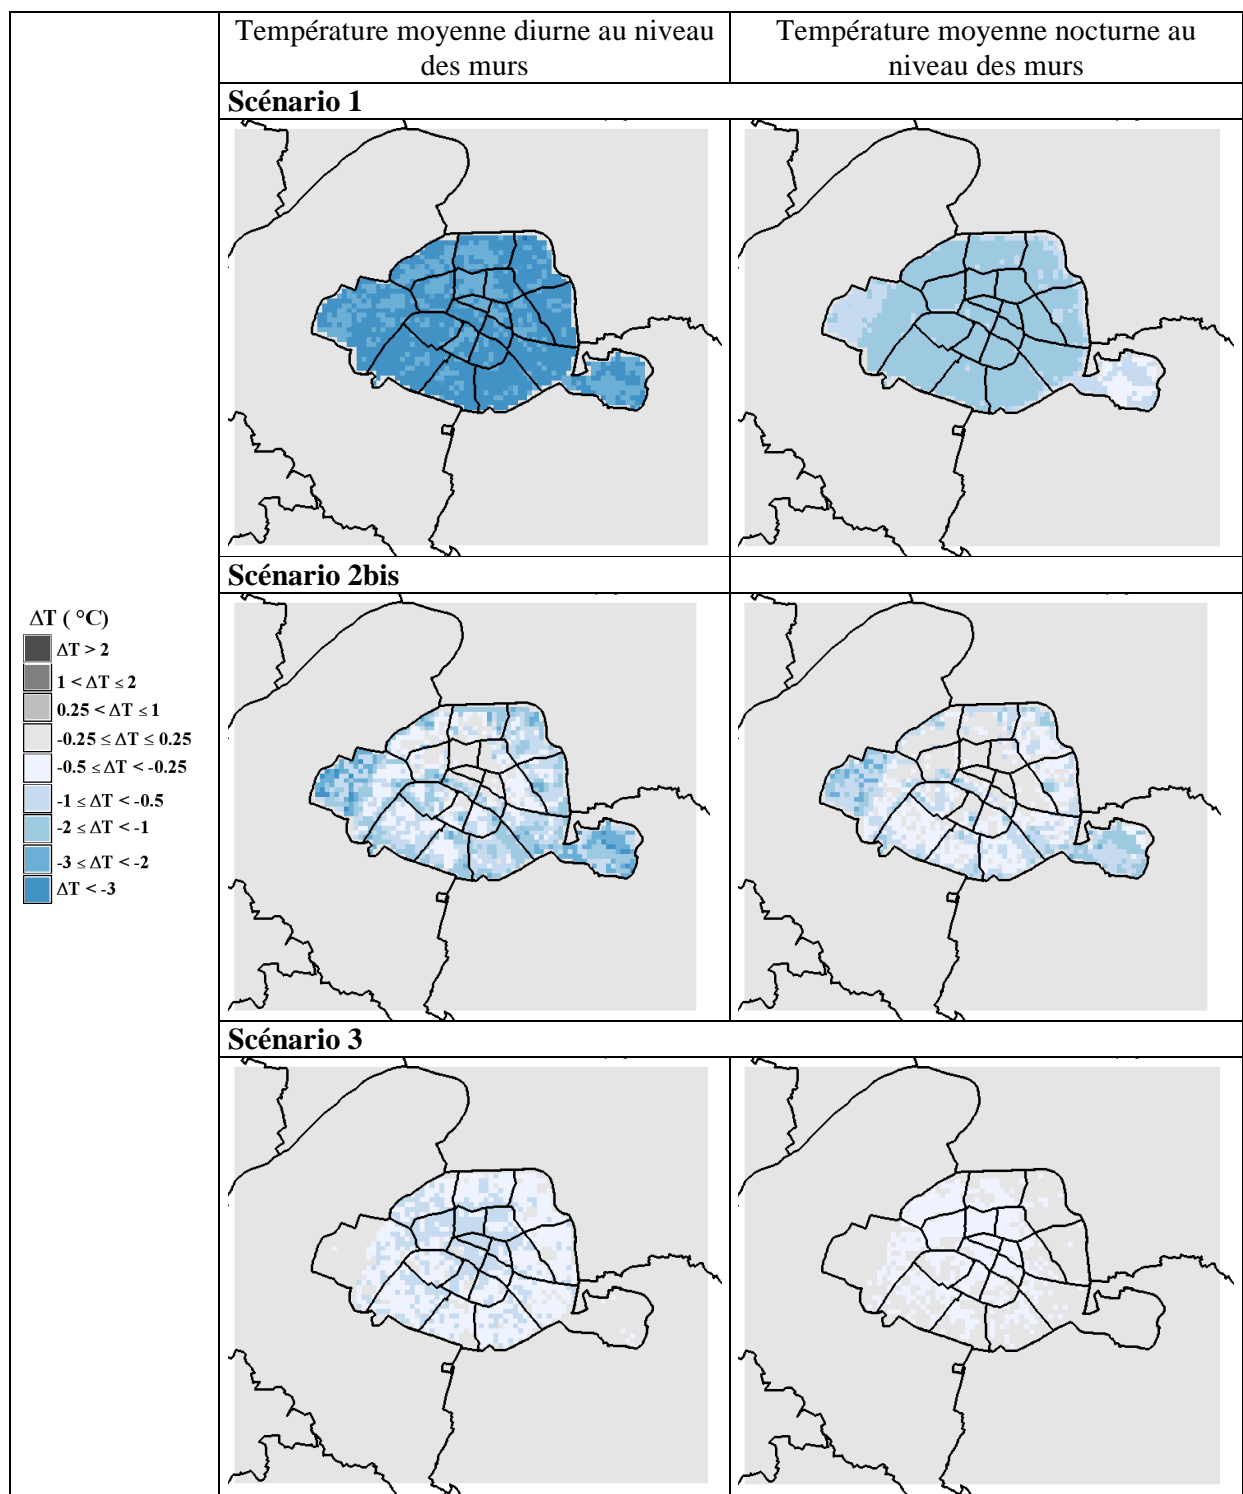 Température moyenne diurne au niveau
des murs
Température moyenne nocturne au
niveau des murs
Scénario 1
Scénario 2bis
Scénario 3
ΔT ( °C)
ΔT > 2
1 < ΔT ≤ 2
0.25 < ΔT ≤ 1
-0.25 ≤ ΔT ≤ 0.25
-0.5 ≤ ΔT < -0.25
-1 ≤ ΔT < -0.5
-2 ≤ ΔT < -1
-3 ≤ ΔT < -2
ΔT < -3